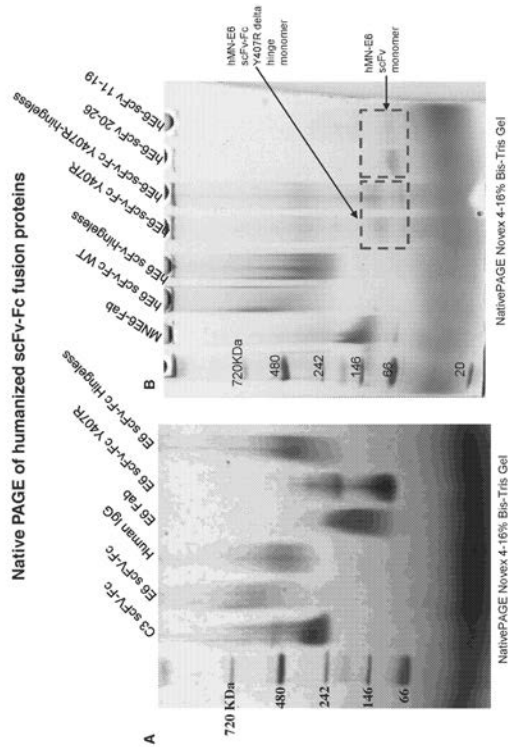 Native PAGE of humanized scFv-Fc fusion proteins
A
C3 scFV-Fc
E6 scFV-Fc
Human IgG
E6 Fab
E6 scFv-Fc Y407R
E6 scFv-Fc Hingeless
720 KDa
480
242
146
66
NativePAGE Novex 4-16% Bis-Tris Gel
B
MNE6-Fab
hE6 scFv-Fc WT
hE6 scFv-hingeless
hE6-scFv-Fc Y407R
hE6-scFv-Fc Y407R-hingeless
hE6-scFv 20-26
hE6-scFv 11-19
720KDa
480
242
146
66
20
hMN-E6
scFv-Fc
Y407R delta
hinge
monomer
hMN-E6
scFv
monomer
NativePAGE Novex 4-16% Bis-Tris Gel